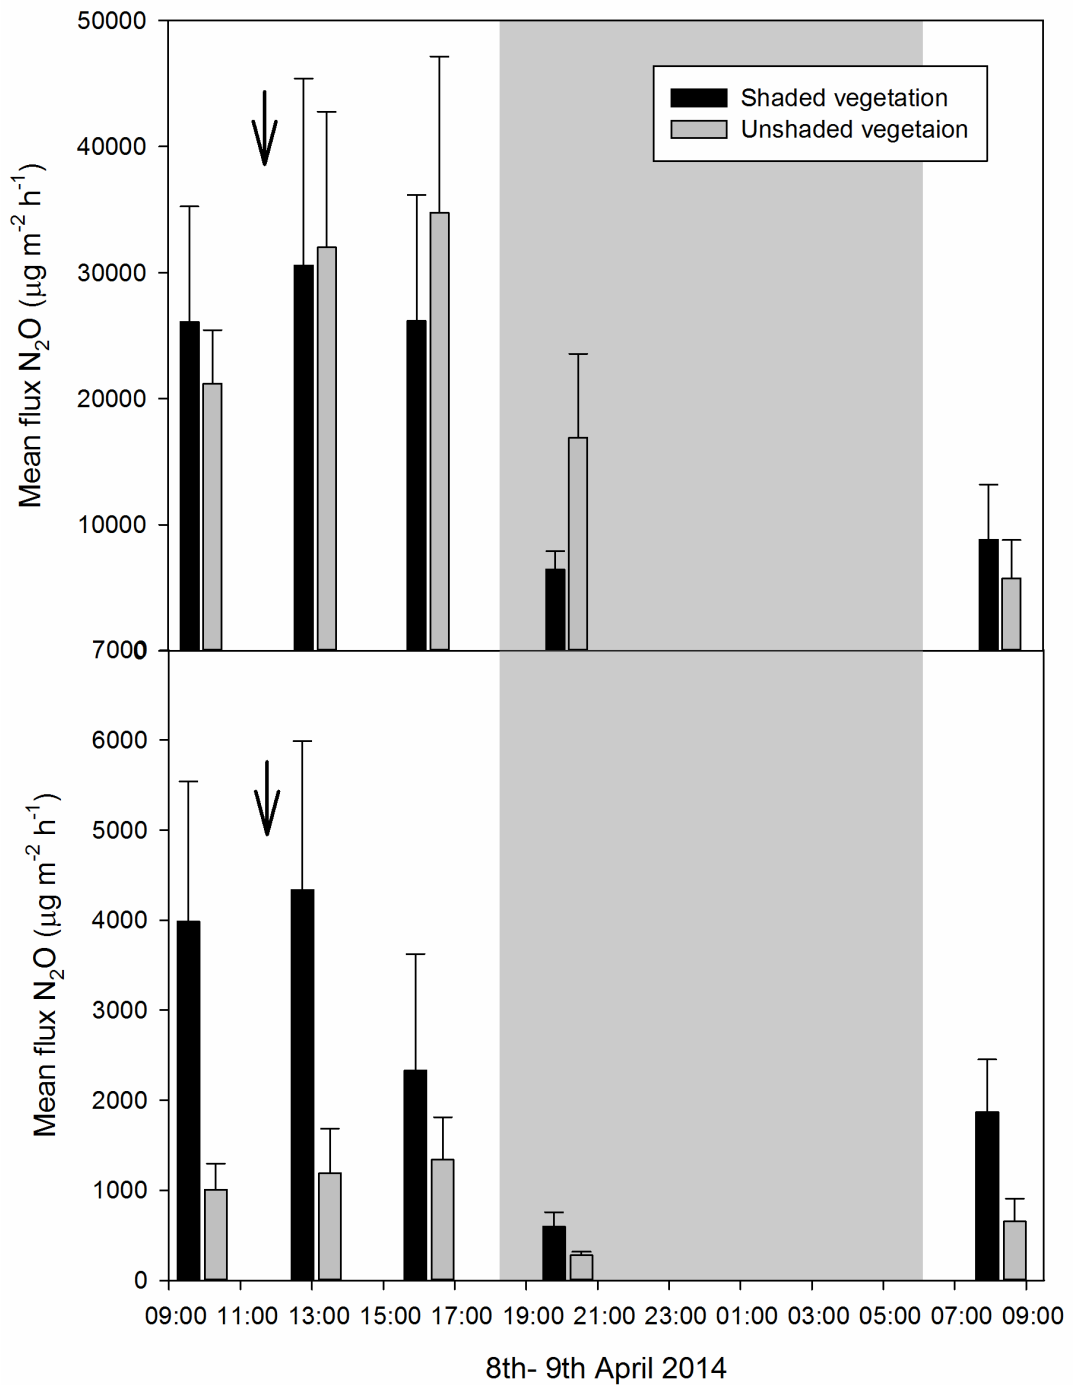 50000
40000
30000
20000
10000
0
Mean flux N2O (µg m-2 h-1)
Shaded vegetation
Unshaded vegetaion
7000
6000
5000
4000
3000
2000
1000
0
Mean flux N2O (µg m-2 h-1)
09:00 11:00 13:00 15:00 17:00 19:00 21:00 23:00 01:00 03:00 05:00 07:00 09:00
8th- 9th April 2014